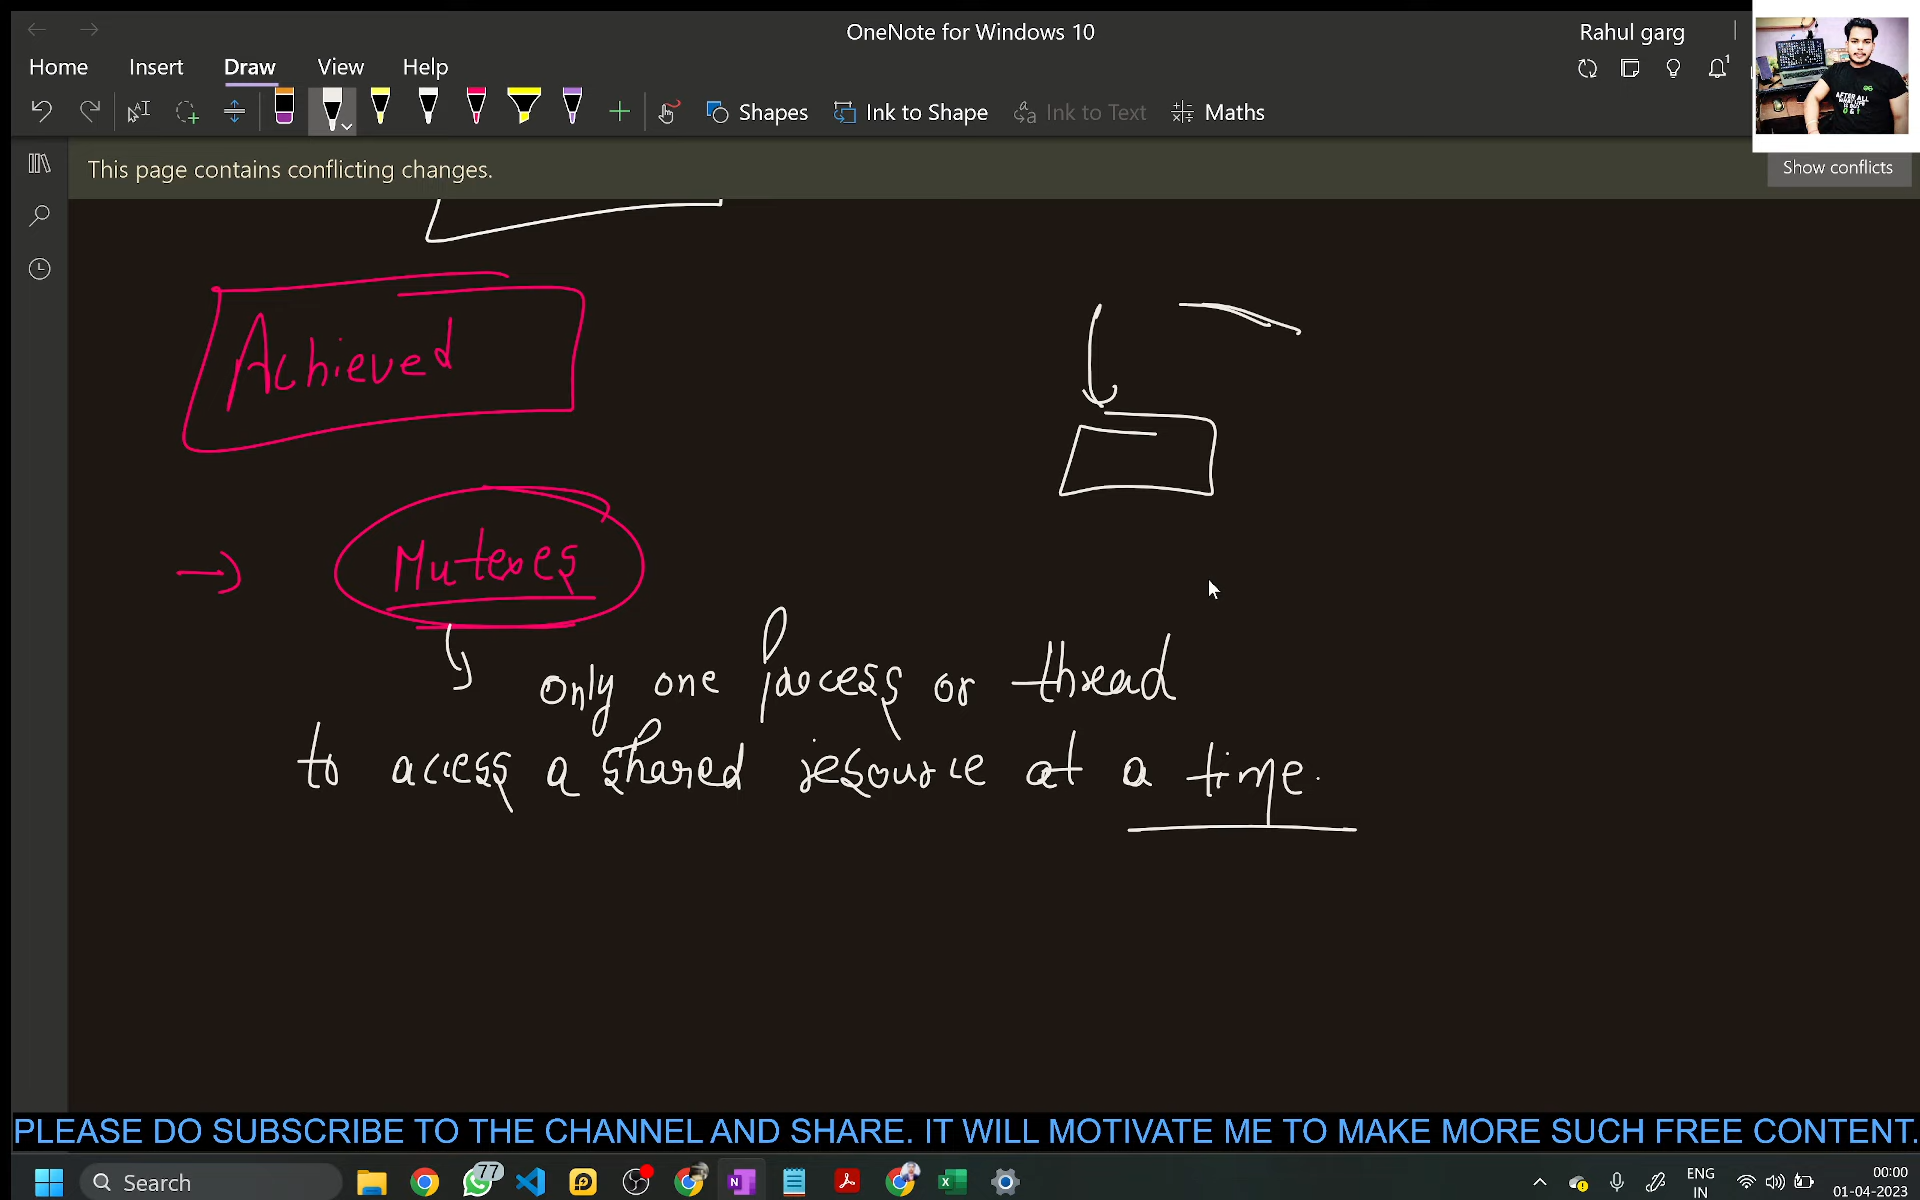 OneNote for Windows 10
Rahul garg
Home Insert Draw View Help
1
Shapes Ink to Shape Ink to Text Maths
This page contains conflicting changes.
Show conflicts
Achieved
Mutexes
only one process or thread
to access a shared resource at a time.
PLEASE DO SUBSCRIBE TO THE CHANNEL AND SHARE. IT WILL MOTIVATE ME TO MAKE MORE SUCH FREE CONTENT.
Search
77
ENG
IN
00:00
01-04-2023